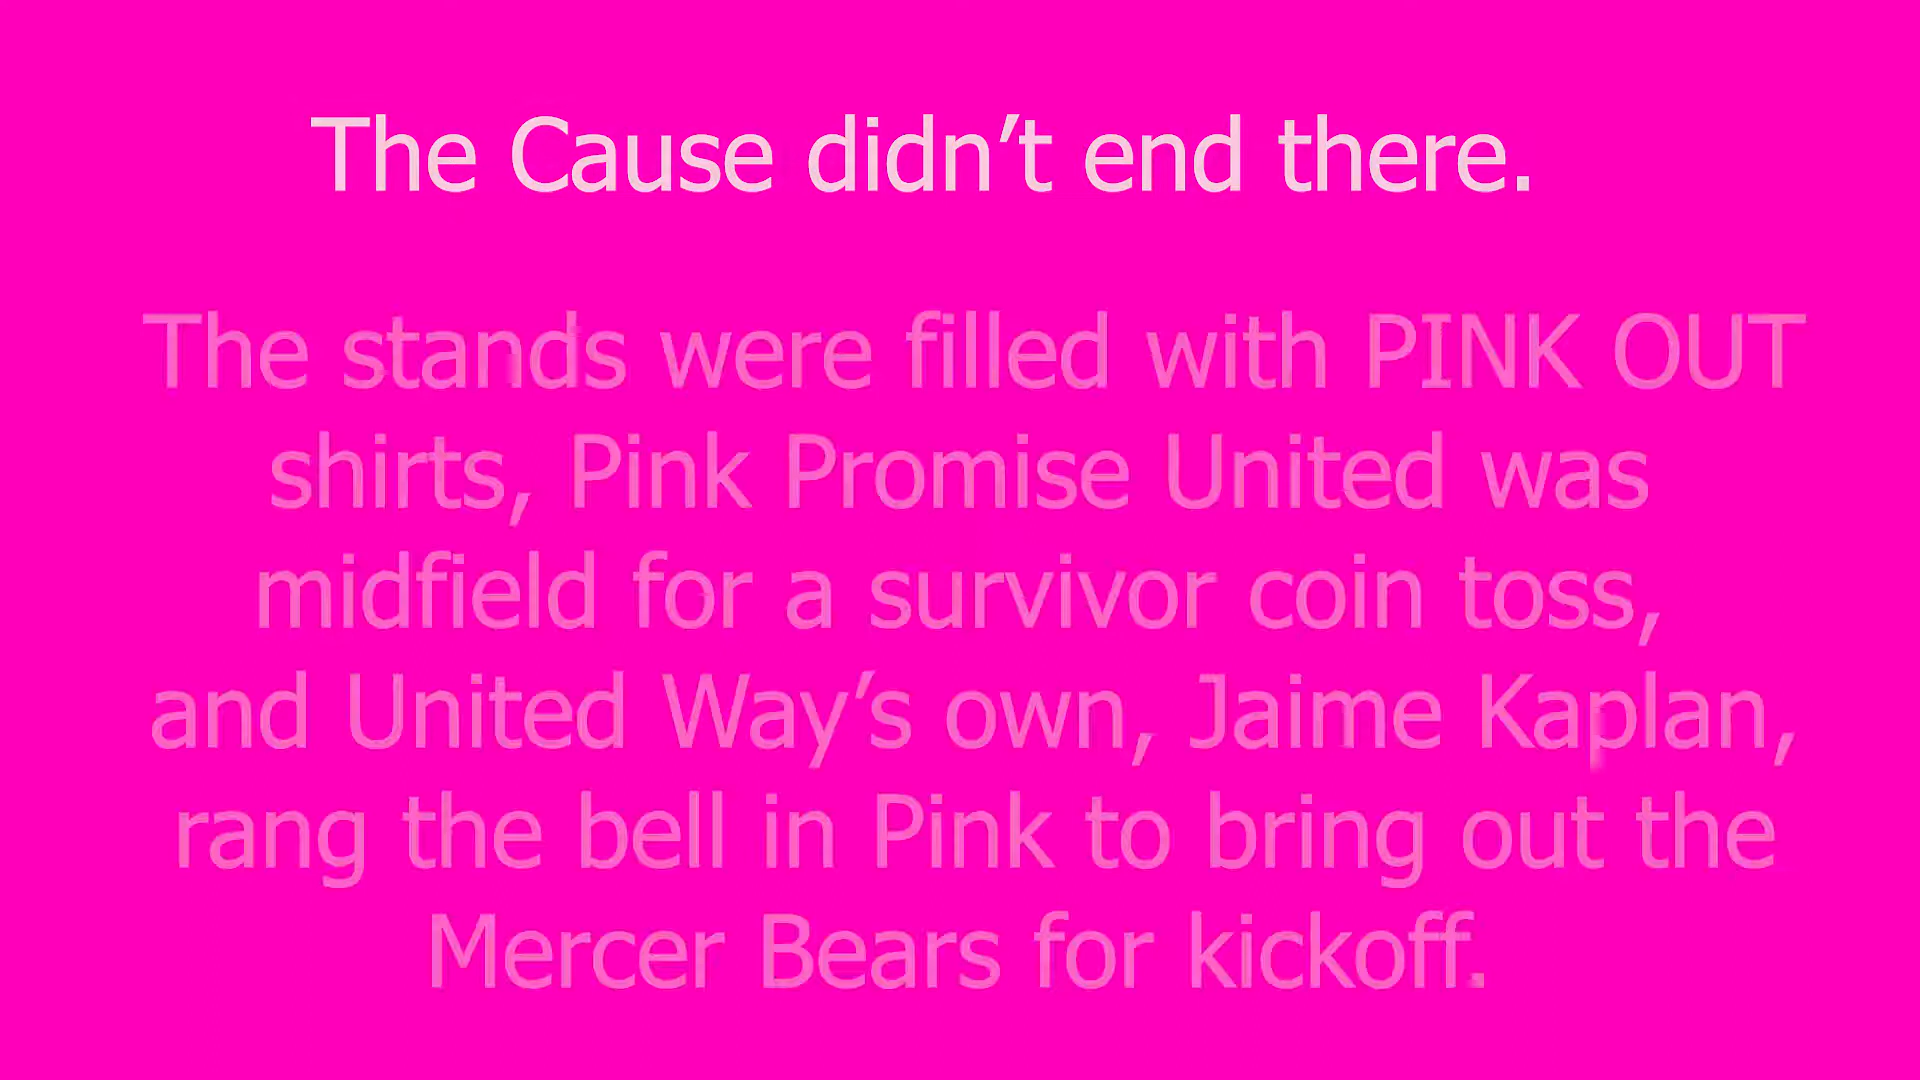 The Cause didn’t end there.
The stands were filled with PINK OUT
shirts, Pink Promise United was
midfield for a survivor coin toss,
and United Way’s own, Jaime Kaplan,
rang the bell in Pink to bring out the
Mercer Bears for kickoff.